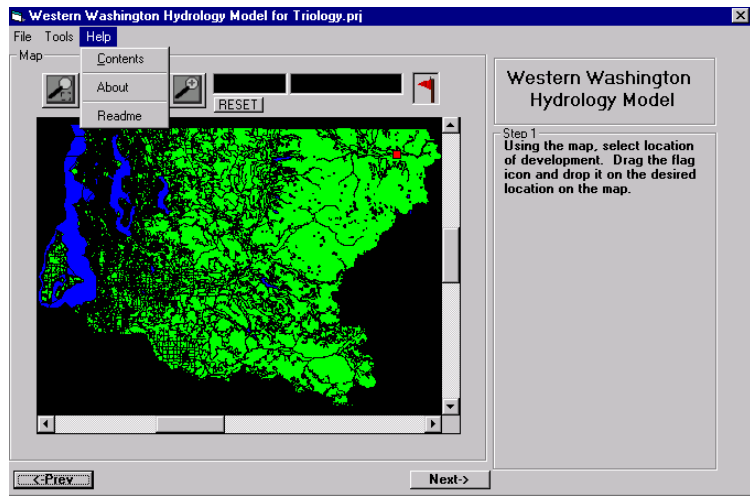 Western Washington Hydrology Model for Triology.prj
File Tools Help
Map
Contents
About
Readme
RESET
Western Washington
Hydrology Model
Step 1
Using the map, select location
of development. Drag the flag
icon and drop it on the desired
location on the map.
<-Prev
Next->